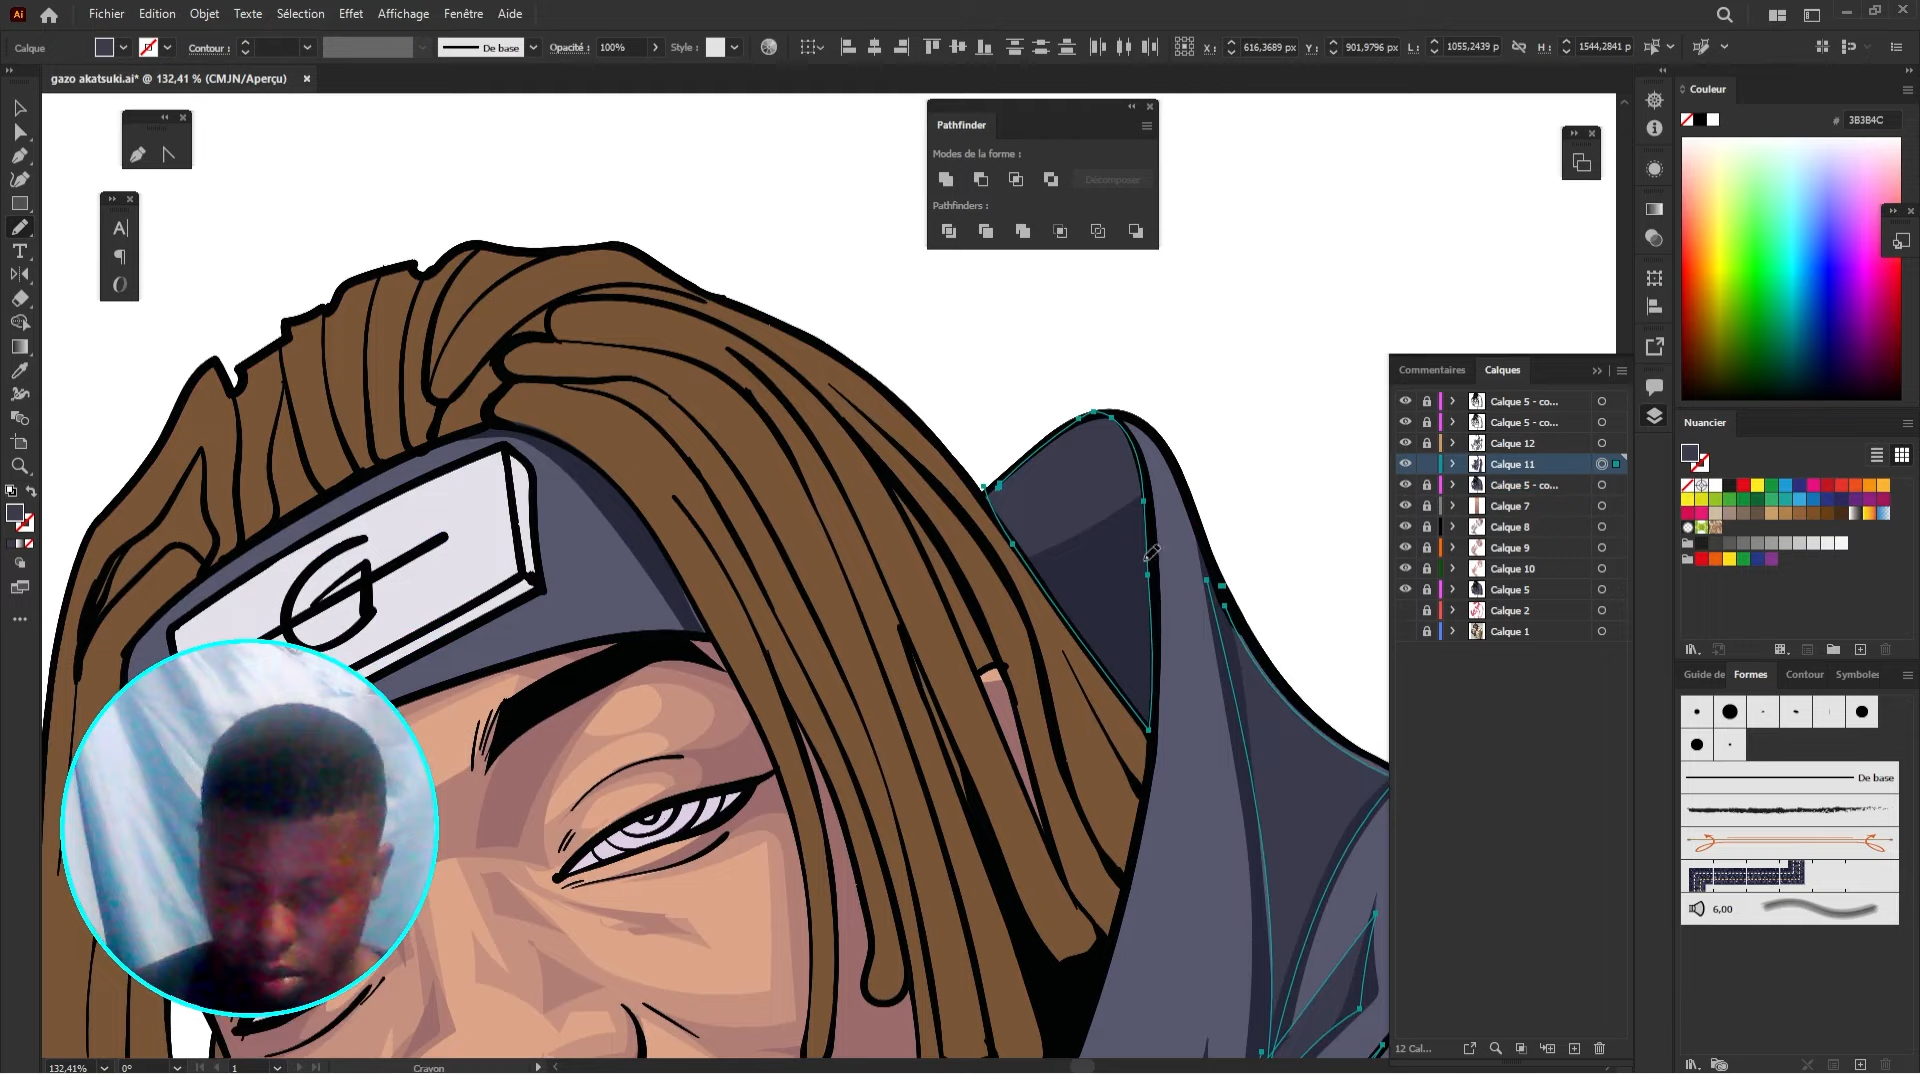 Ai Fichier Edition Objet Texte Sélection Effet Affichage Fenêtre Aide
Calque Contour : De base Opacité : 100% Style : X : 616,3689 px Y : 901,9796 px L : 1055,2439 p H : 1544,2841 p
gazo akatsuki.ai* @ 132,41 % (CMJN/Aperçu)
Pathfinder
Modes de la forme :
Décomposer
Pathfinders :
Couleur
# 3B3B4C
Commentaires Calques
Calque 5 - co...
Calque 5 - co...
Calque 12
Calque 11
Calque 5 - co...
Calque 7
Calque 8
Calque 9
Calque 10
Calque 5
Calque 2
Calque 1
12 Cal...
Nuancier
Guide de Formes Contour Symboles
De base
6,00
132,41% 0° 1 Crayon